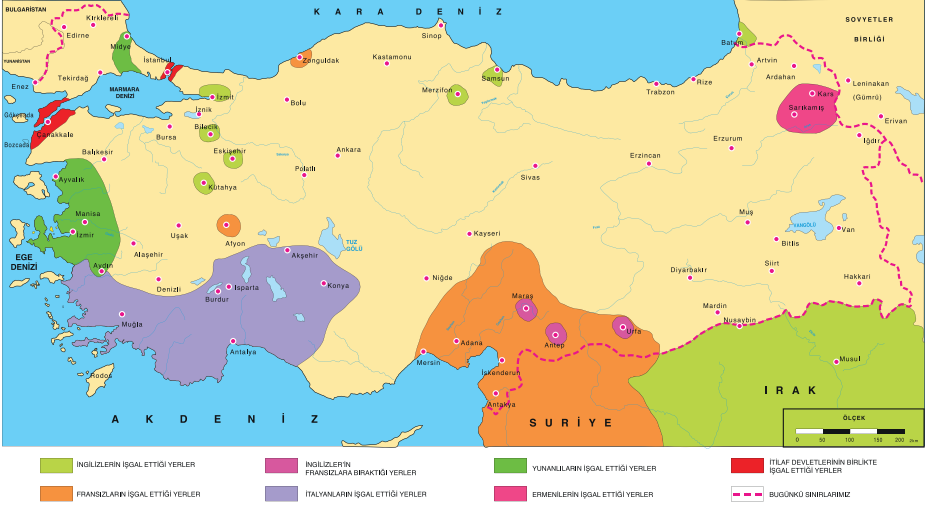 KARA DENİZ
BULGARİSTAN
SOVYETLER
BİRLİĞİ
YUNANİSTAN
Kırklareli
Edirne
Midye
İstanbul
Tekirdağ
Enez
MARMARA
DENİZİ
Gökçeada
Çanakkale
Bozcaada
Zonguldak
Kastamonu
Sinop
Samsun
Merzifon
Bolu
İzmit
İznik
Bilecik
Bursa
Eskişehir
Kütahya
Balıkesir
Ankara
Polatlı
Sivas
Trabzon
Rize
Batum
Artvin
Ardahan
Kars
Sarıkamış
Leninakan
(Gümrü)
Erivan
Iğdır
Erzurum
Erzincan
Ayvalık
Manisa
İzmir
Aydın
Uşak
Alaşehir
Afyon
Denizli
EGE
DENİZİ
TUZ
GÖLÜ
Akşehir
Konya
Isparta
Burdur
Muğla
Antalya
Rodos
Kayseri
Niğde
Maraş
Antep
Urfa
Adana
Mersin
İskenderun
Antakya
Muş
VANGÖLÜ
Van
Bitlis
Siirt
Diyarbakır
Hakkari
Mardin
Nusaybin
Musul
IRAK
SURİYE
AKDENİZ
ÖLÇEK
0 50 100 150 200
İNGİLİZLERİN İŞGAL ETTİĞİ YERLER
İNGİLİZLER'İN
FRANSIZLARA BIRAKTIĞI YERLER
YUNANLILARIN İŞGAL ETTİĞİ YERLER
İTİLAF DEVLETLERİNİN BİRLİKTE
İŞGAL ETTİĞİ YERLER
FRANSIZLARIN İŞGAL ETTİĞİ YERLER
İTALYANLARIN İŞGAL ETTİĞİ YERLER
ERMENİLERİN İŞGAL ETTİĞİ YERLER
BUGÜNKÜ SINIRLARIMIZ